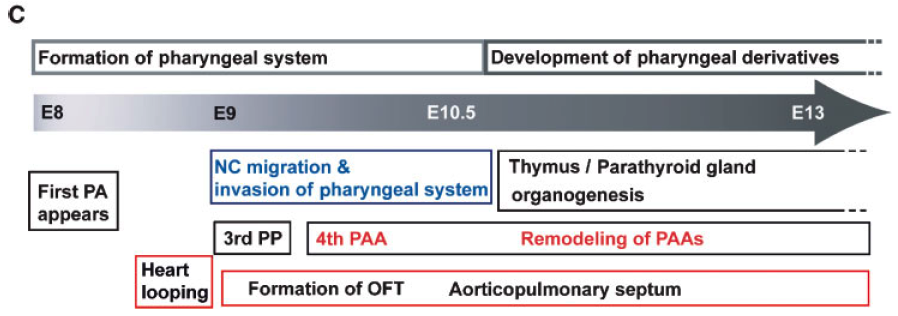 C
Formation of pharyngeal system
Development of pharyngeal derivatives
E8 E9 E10.5 E13
First PA
appears
NC migration &
invasion of pharyngeal system
Thymus / Parathyroid gland
organogenesis
3rd PP
4th PAA
Remodeling of PAAs
Heart
looping
Formation of OFT
Aorticopulmonary septum